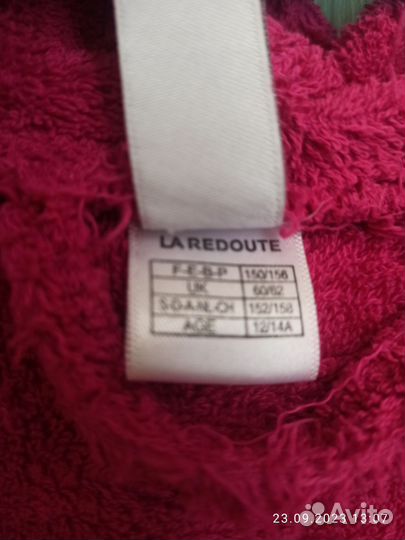 LA REDOUTE
F-E-B-P 150/156
UK 60/62
S-D-A-NL-CH 152/158
AGE 12/14A
23.09.2023 13:07
Avito